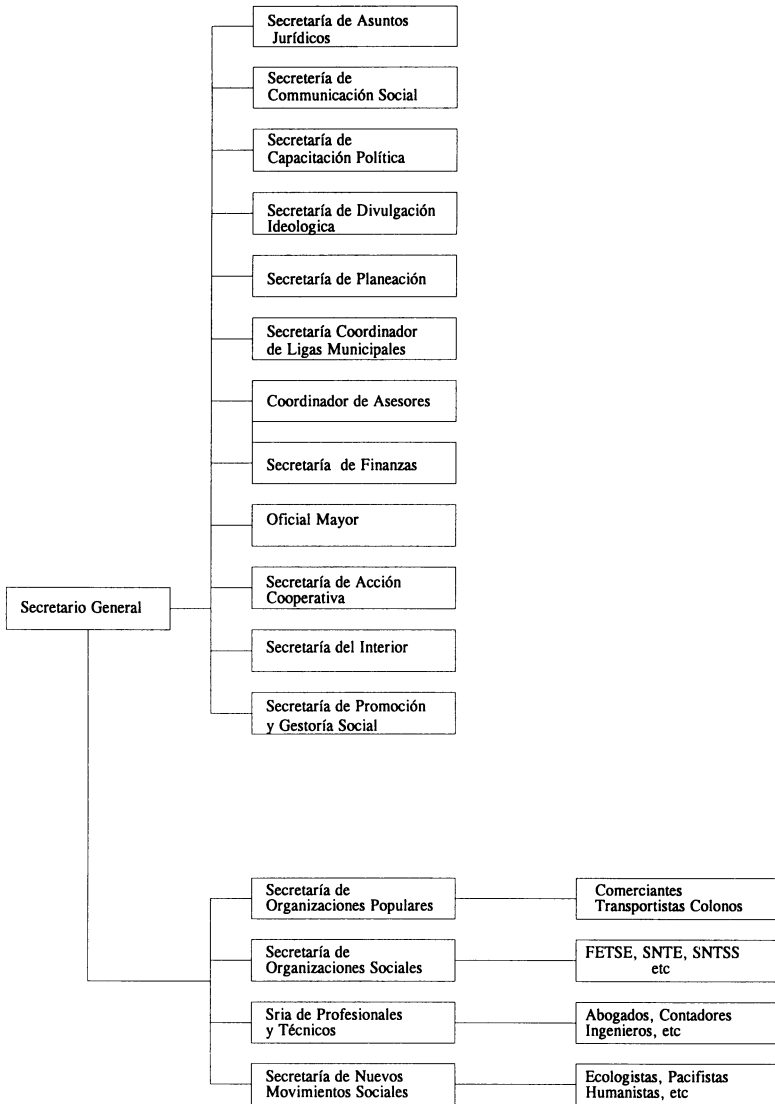 Secretaría de Asuntos
Jurídicos
Secretería de
Communicación Social
Secretaría de
Capacitación Política
Secretaría de Divulgación
Ideologica
Secretaría de Planeación
Secretaría Coordinador
de Ligas Municipales
Coordinador de Asesores
Secretaría de Finanzas
Oficial Mayor
Secretaría de Acción
Cooperativa
Secretario General
Secretaría del Interior
Secretaría de Promoción
y Gestoría Social
Secretaría de
Organizaciones Populares
Comerciantes
Transportistas Colonos
Secretaría de
Organizaciones Sociales
FETSE, SNTE, SNTSS
etc
Sria de Profesionales
y Técnicos
Abogados, Contadores
Ingenieros, etc
Secretaría de Nuevos
Movimientos Sociales
Ecologistas, Pacifistas
Humanistas, etc